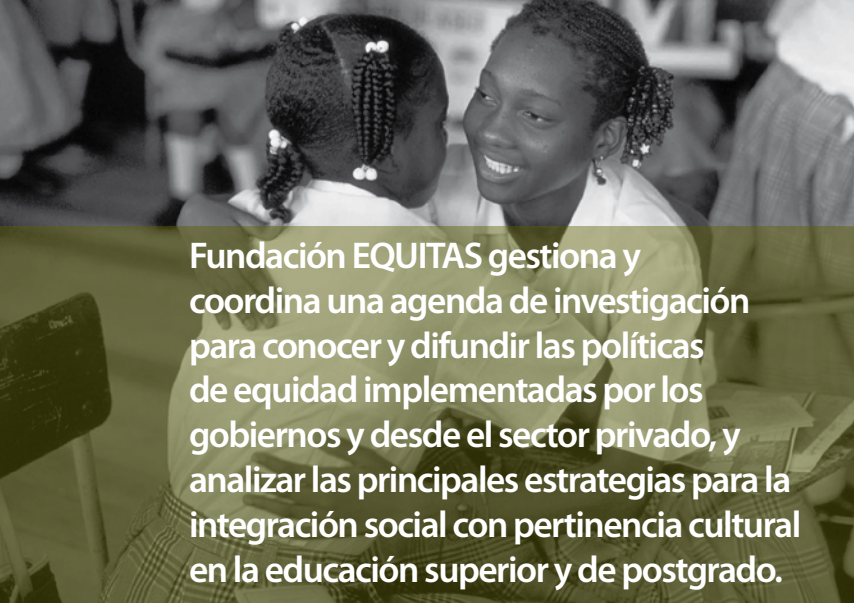 Fundación EQUITAS gestiona y
coordina una agenda de investigación
para conocer y difundir las políticas
de equidad implementadas por los
gobiernos y desde el sector privado, y
analizar las principales estrategias para la
integración social con pertinencia cultural
en la educación superior y de postgrado.